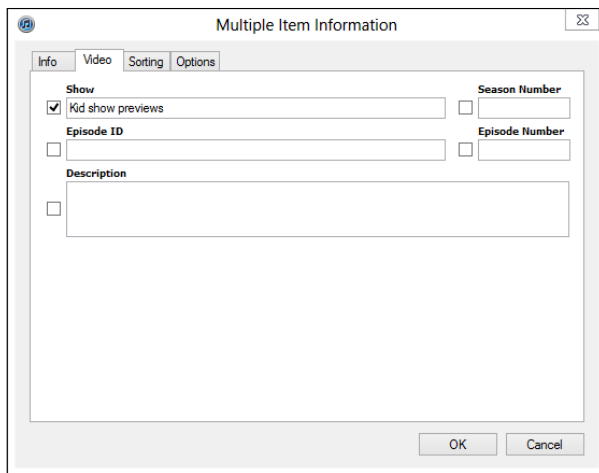 Multiple Item Information
Info Video Sorting Options
Show Season Number
Kid show previews
Episode ID Episode Number
Description
OK Cancel